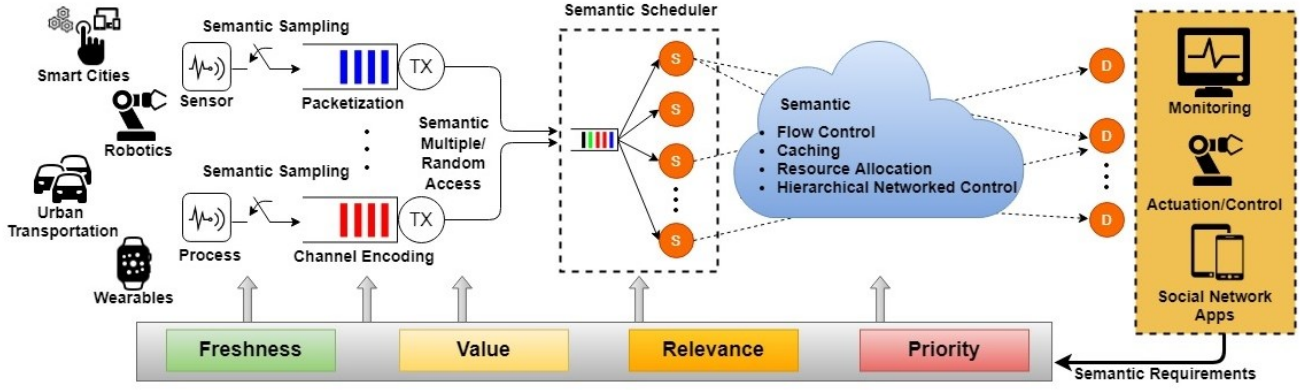 Smart Cities
Robotics
Urban
Transportation
Wearables
Semantic Sampling
Sensor
Packetization
TX
Semantic Sampling
Process
Channel Encoding
TX
Semantic
Multiple/
Random
Access
Semantic Scheduler
S
S
S
S
Semantic
• Flow Control
• Caching
• Resource Allocation
• Hierarchical Networked Control
D
D
D
Monitoring
Actuation/Control
Social Network
Apps
Freshness
Value
Relevance
Priority
Semantic Requirements